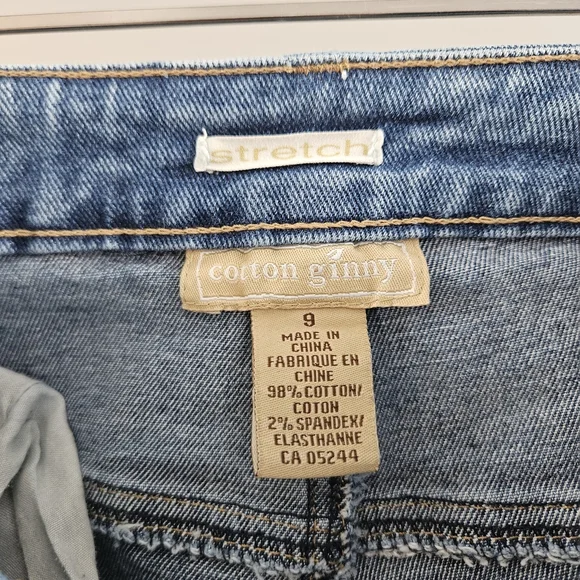 stretch
cotton ginny
9
MADE IN
CHINA
FABRIQUE EN
CHINE
98% COTTON/
COTON
2% SPANDEX/
ELASTHANNE
CA 05244